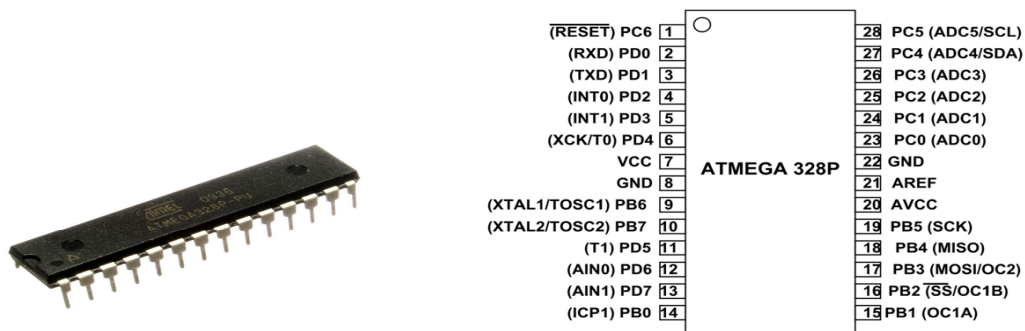 ATMEL 0936
ATMEGA328P-PU
(RESET) PC6 1
(RXD) PD0 2
(TXD) PD1 3
(INT0) PD2 4
(INT1) PD3 5
(XCK/T0) PD4 6
VCC 7
GND 8
(XTAL1/TOSC1) PB6 9
(XTAL2/TOSC2) PB7 10
(T1) PD5 11
(AIN0) PD6 12
(AIN1) PD7 13
(ICP1) PB0 14
ATMEGA 328P
28 PC5 (ADC5/SCL)
27 PC4 (ADC4/SDA)
26 PC3 (ADC3)
25 PC2 (ADC2)
24 PC1 (ADC1)
23 PC0 (ADC0)
22 GND
21 AREF
20 AVCC
19 PB5 (SCK)
18 PB4 (MISO)
17 PB3 (MOSI/OC2)
16 PB2 (SS/OC1B)
15 PB1 (OC1A)